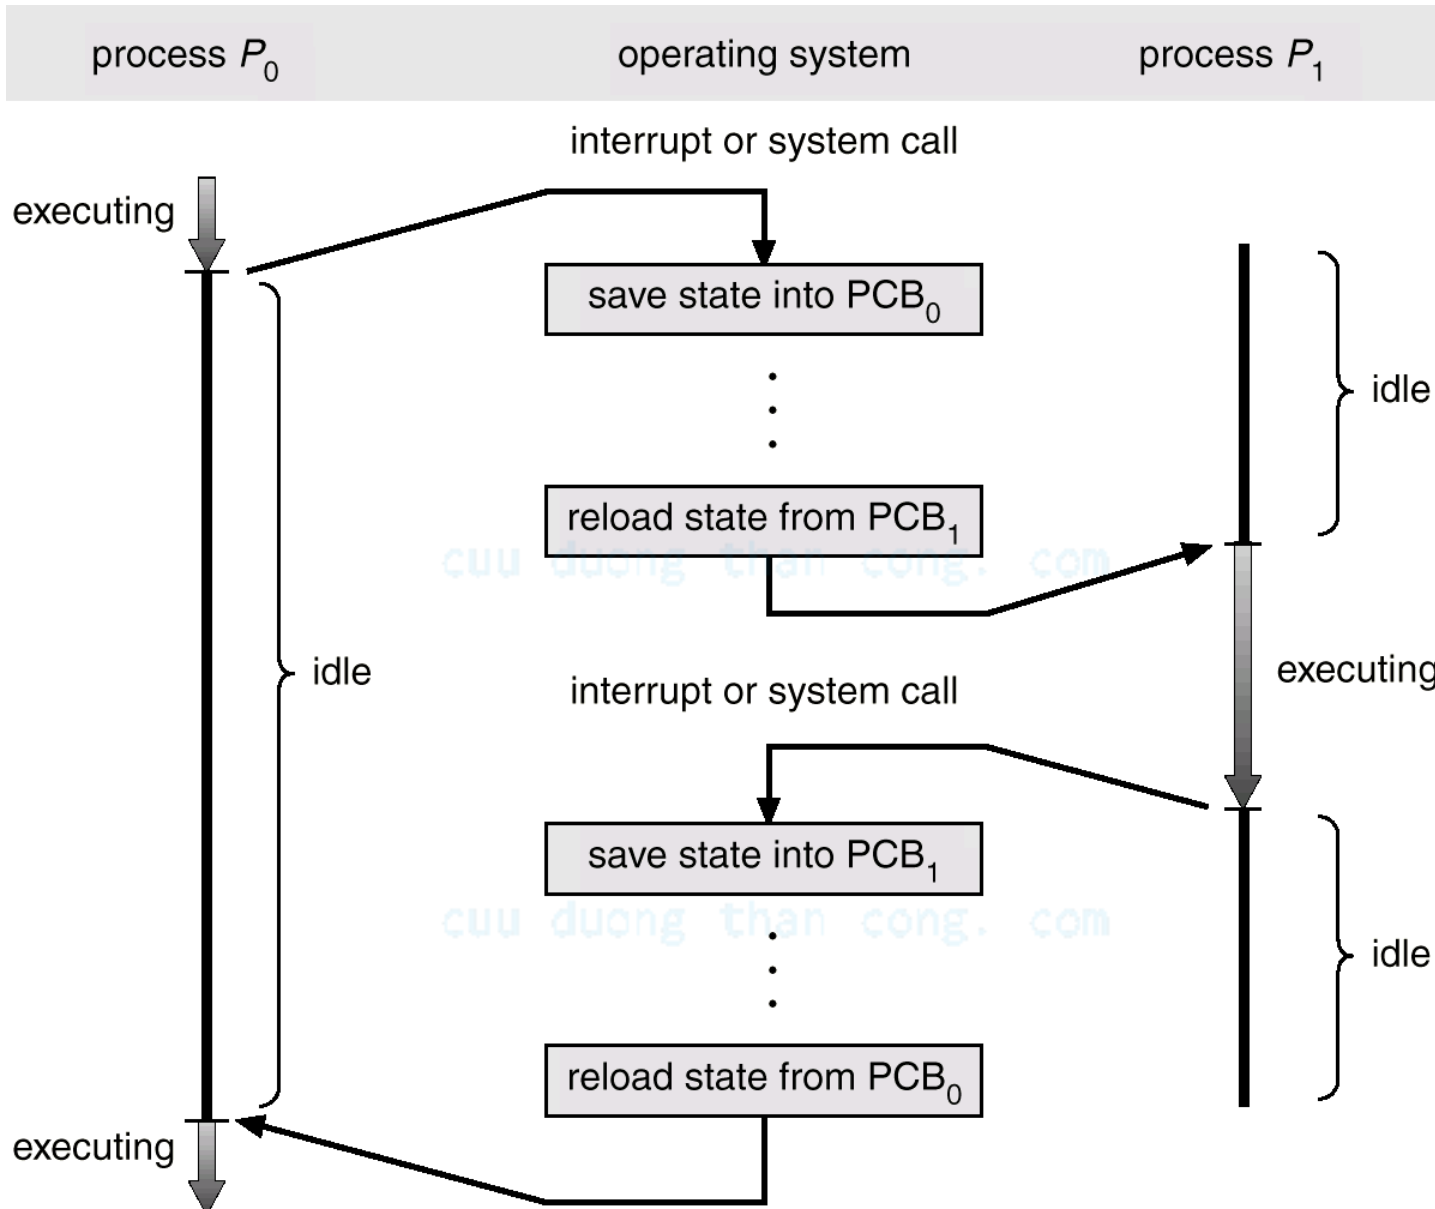 process P₀ operating system process P₁
interrupt or system call
executing
save state into PCB₀
idle
reload state from PCB₁
cuu duong than cong. com
idle
executing
interrupt or system call
save state into PCB₁
cuu duong than cong. com
idle
reload state from PCB₀
executing